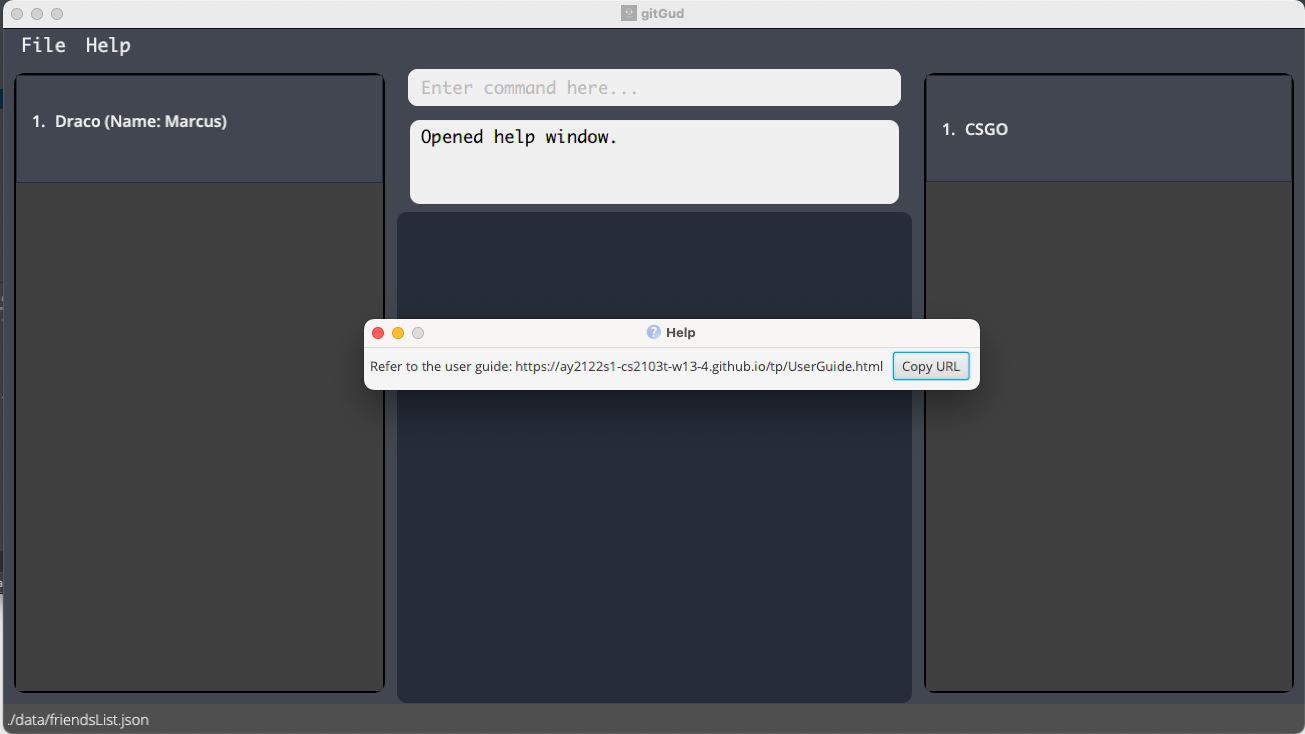 gitGud
File Help
Enter command here...
Opened help window.
1. Draco (Name: Marcus)
1. CSGO
Help
Refer to the user guide: https://ay2122s1-cs2103t-w13-4.github.io/tp/UserGuide.html
Copy URL
./data/friendsList.json